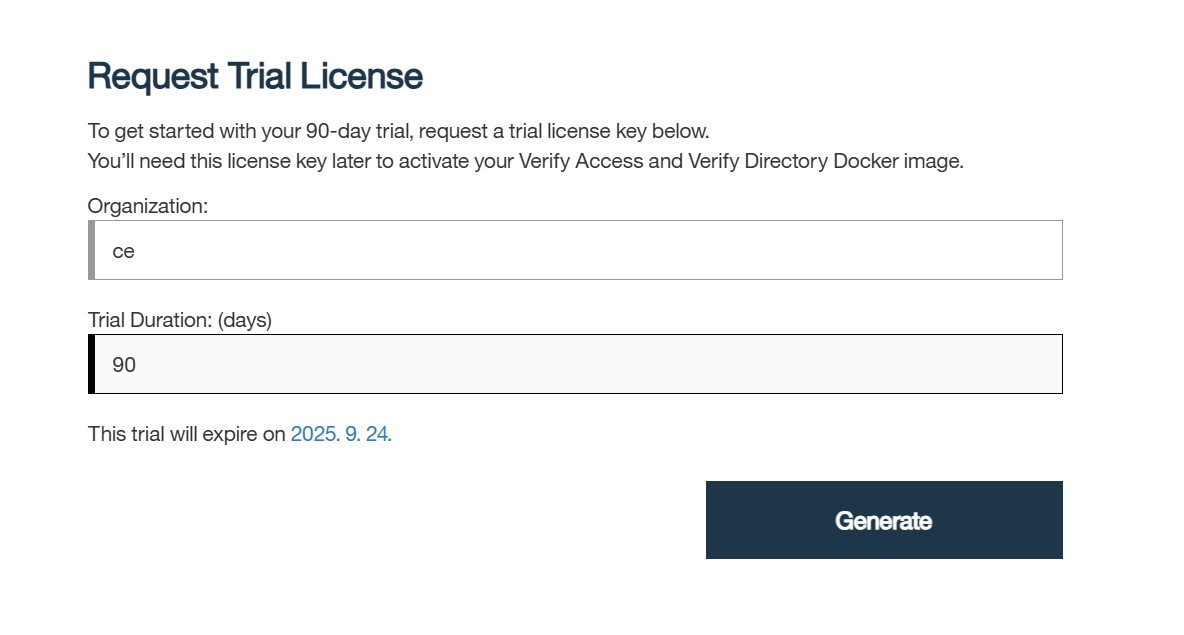 Request Trial License
To get started with your 90-day trial, request a trial license key below.
You’ll need this license key later to activate your Verify Access and Verify Directory Docker image.
Organization:
ce
Trial Duration: (days)
90
This trial will expire on 2025. 9. 24.
Generate